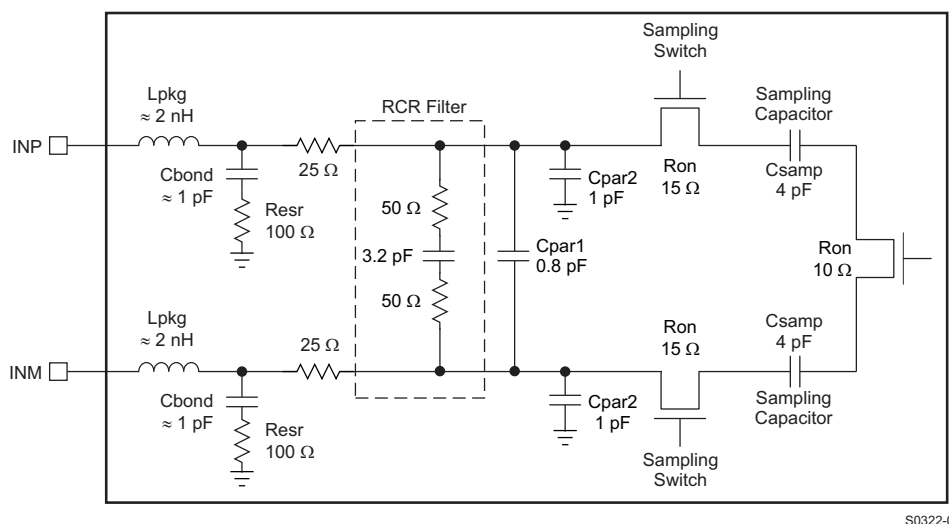 Sampling
Switch
Lpkg
≈ 2 nH
RCR Filter
Sampling
Capacitor
INP
25 Ω
Cbond
≈ 1 pF
Resr
100 Ω
50 Ω
3.2 pF
50 Ω
Cpar1
0.8 pF
Cpar2
1 pF
Ron
15 Ω
Csamp
4 pF
Ron
10 Ω
Lpkg
≈ 2 nH
25 Ω
Ron
15 Ω
Csamp
4 pF
INM
Cbond
≈ 1 pF
Resr
100 Ω
Cpar2
1 pF
Sampling
Capacitor
Sampling
Switch